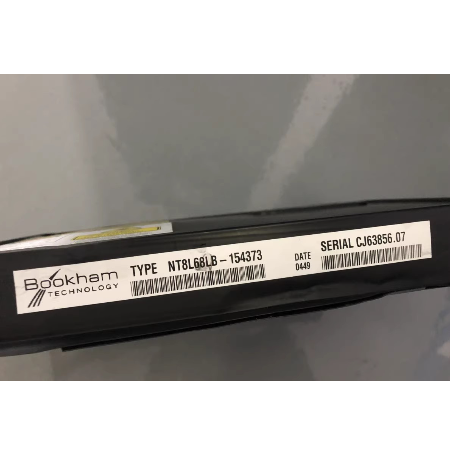 Bookham
TECHNOLOGY
TYPE NT8L68LB-154373
DATE
0449
SERIAL CJ63856.07